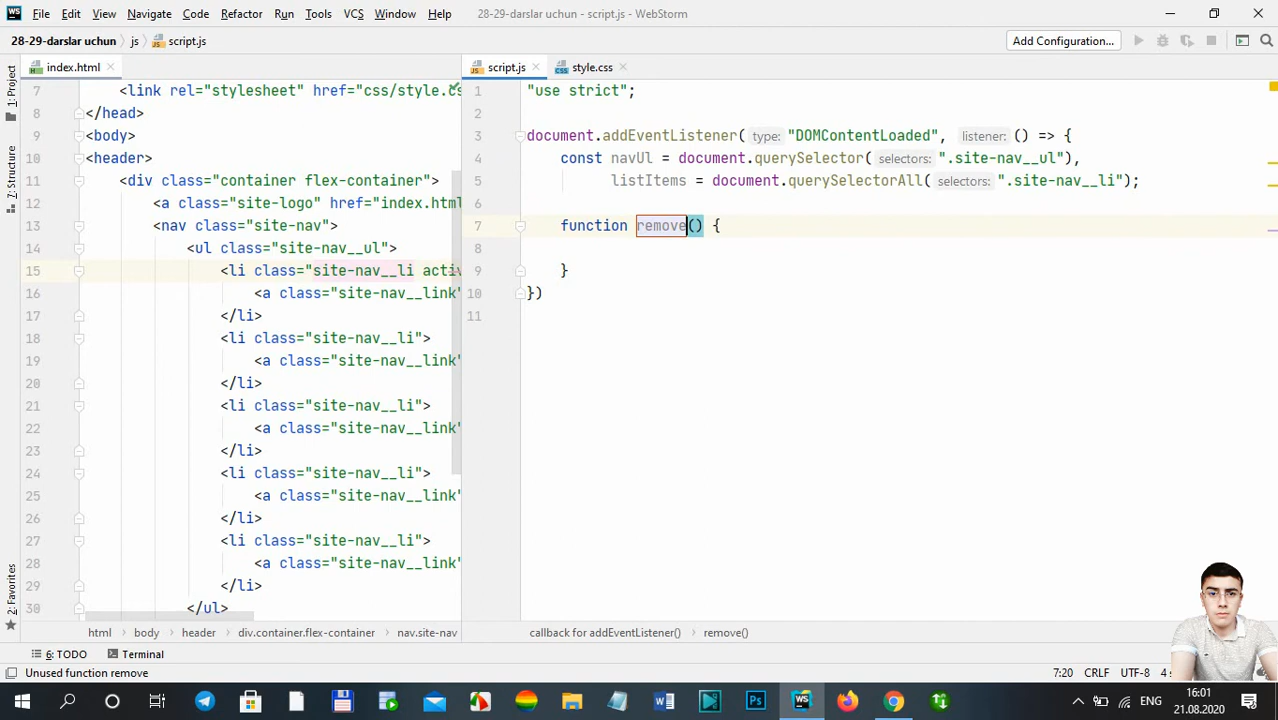 WS File Edit View Navigate Code Refactor Run Tools VCS Window Help 28-29-darslar uchun - script.js - WebStorm
28-29-darslar uchun js script.js Add Configuration...
index.html script.js style.css
1: Project
7: Structure
2: Favorites
7 <link rel="stylesheet" href="css/style.cs
8 </head>
9 <body>
10 <header>
11 <div class="container flex-container">
12 <a class="site-logo" href="index.html
13 <nav class="site-nav">
14 <ul class="site-nav__ul">
15 <li class="site-nav__li activ
16 <a class="site-nav__link"
17 </li>
18 <li class="site-nav__li">
19 <a class="site-nav__link"
20 </li>
21 <li class="site-nav__li">
22 <a class="site-nav__link"
23 </li>
24 <li class="site-nav__li">
25 <a class="site-nav__link"
26 </li>
27 <li class="site-nav__li">
28 <a class="site-nav__link"
29 </li>
30 </ul>
1 "use strict";
2
3 document.addEventListener( type: "DOMContentLoaded", listener: () => {
4 const navUl = document.querySelector( selectors: ".site-nav__ul"),
5 listItems = document.querySelectorAll( selectors: ".site-nav__li");
6
7 function remove() {
8
9 }
10 })
11
html body header div.container.flex-container nav.site-nav callback for addEventListener() remove()
6: TODO Terminal
Unused function remove 7:20 CRLF UTF-8 4 s
Ps WS ENG 16:01
21.08.2020